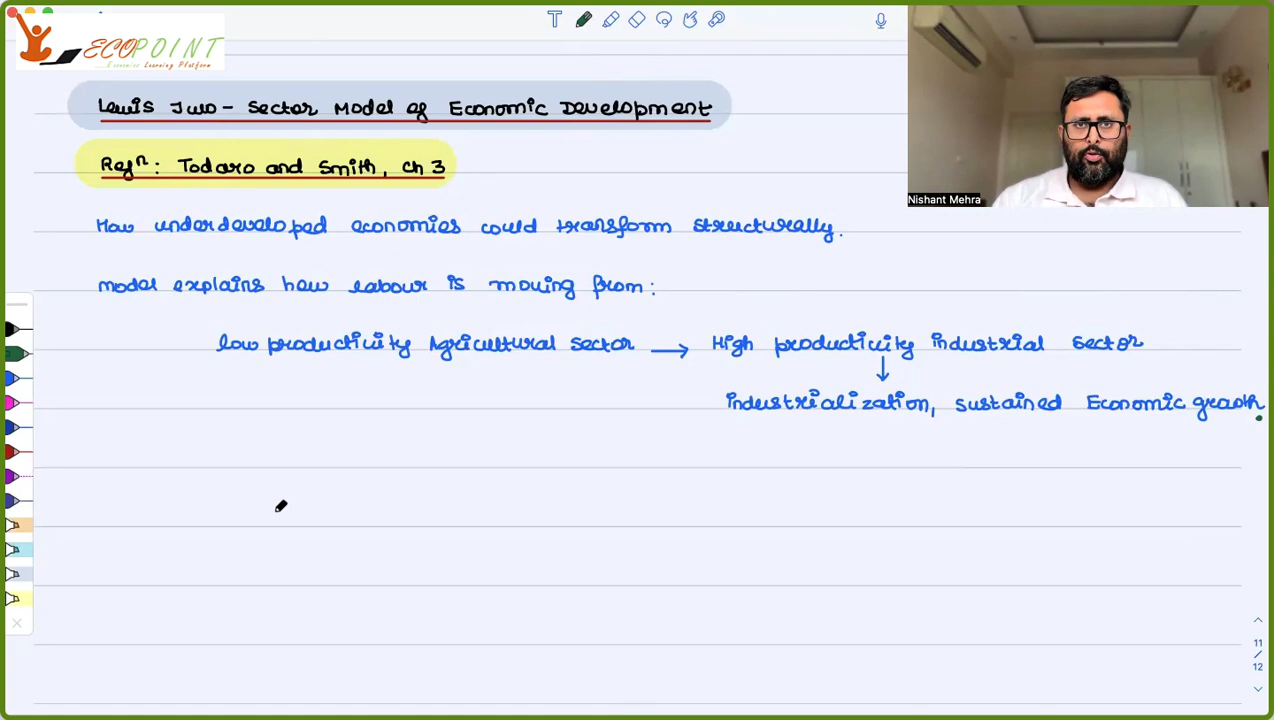 ECOPOINT
Economics Learning Platform
Lewis Two-Sector Model of Economic Development
Refⁿ: Todaro and Smith, Ch 3
How underdeveloped economies could transform structurally.
model explains how labour is moving from:
low productivity Agricultural sector → High productivity industrial sector
↓
industrialization, sustained Economic growth.
Nishant Mehra
11
/
12